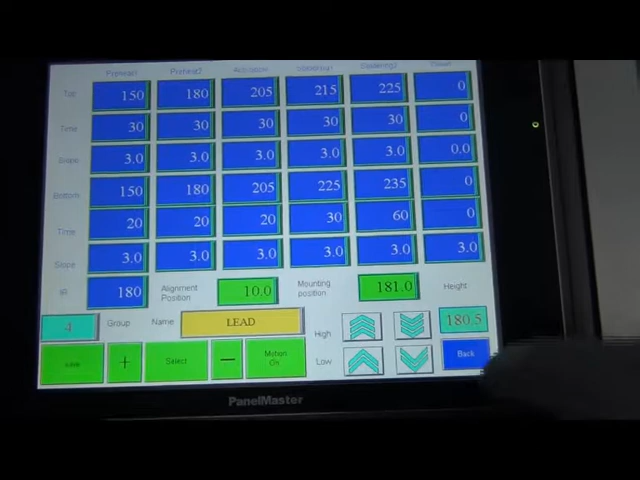 Preheat1 Preheat2 Activation Soldering1 Soldering2
Top 150 180 205 215 225 0
Time 30 30 30 30 30 0
Slope 3.0 3.0 3.0 3.0 3.0 0.0
Bottom 150 180 205 225 235 0
Time 20 20 20 30 60 0
Slope 3.0 3.0 3.0 3.0 3.0 3.0
IR 180 Alignment Position 10.0 Mounting position 181.0 Height
4 Group Name LEAD High 180.5
+ Select − Motion On Low Back
PanelMaster